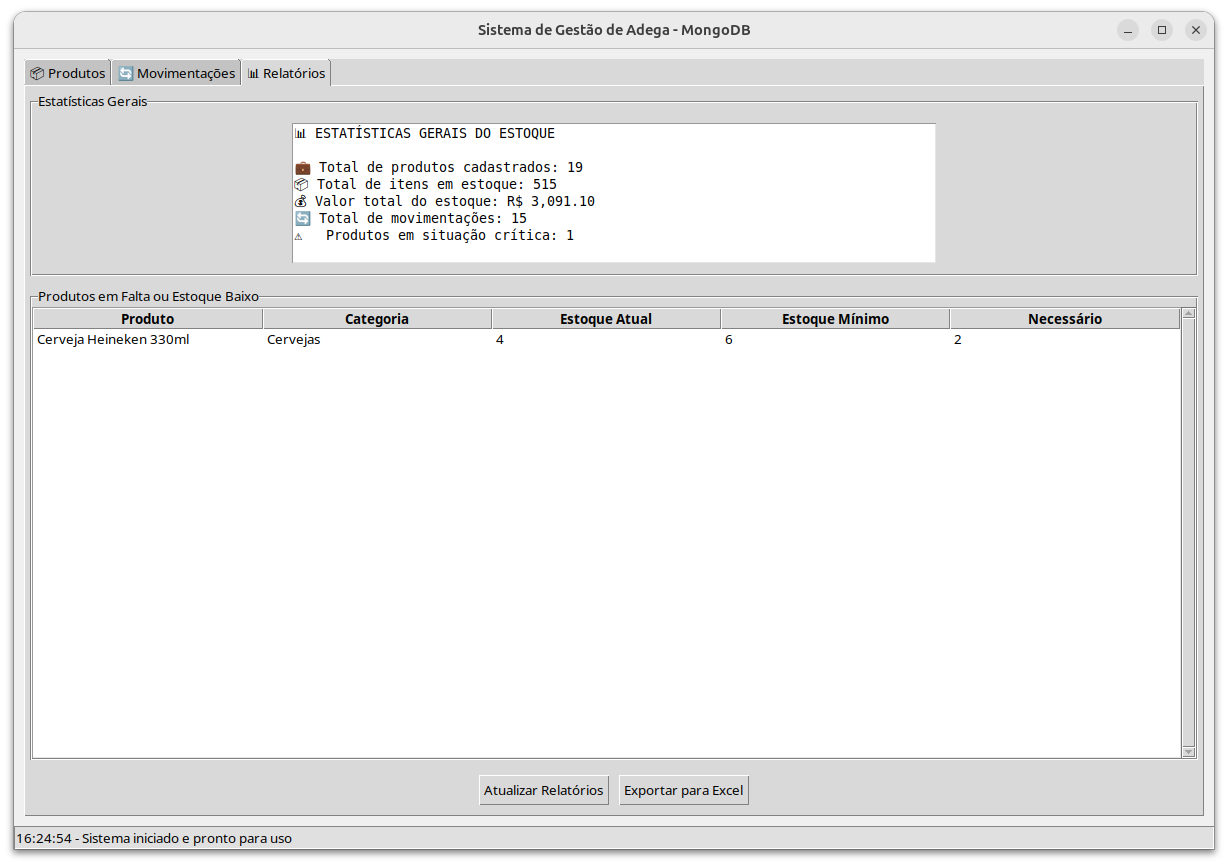 Sistema de Gestão de Adega - MongoDB
Produtos Movimentações Relatórios
Estatísticas Gerais
ESTATÍSTICAS GERAIS DO ESTOQUE
Total de produtos cadastrados: 19
Total de itens em estoque: 515
Valor total do estoque: R$ 3,091.10
Total de movimentações: 15
Produtos em situação crítica: 1
Produtos em Falta ou Estoque Baixo
Produto Categoria Estoque Atual Estoque Mínimo Necessário
Cerveja Heineken 330ml Cervejas 4 6 2
Atualizar Relatórios Exportar para Excel
16:24:54 - Sistema iniciado e pronto para uso